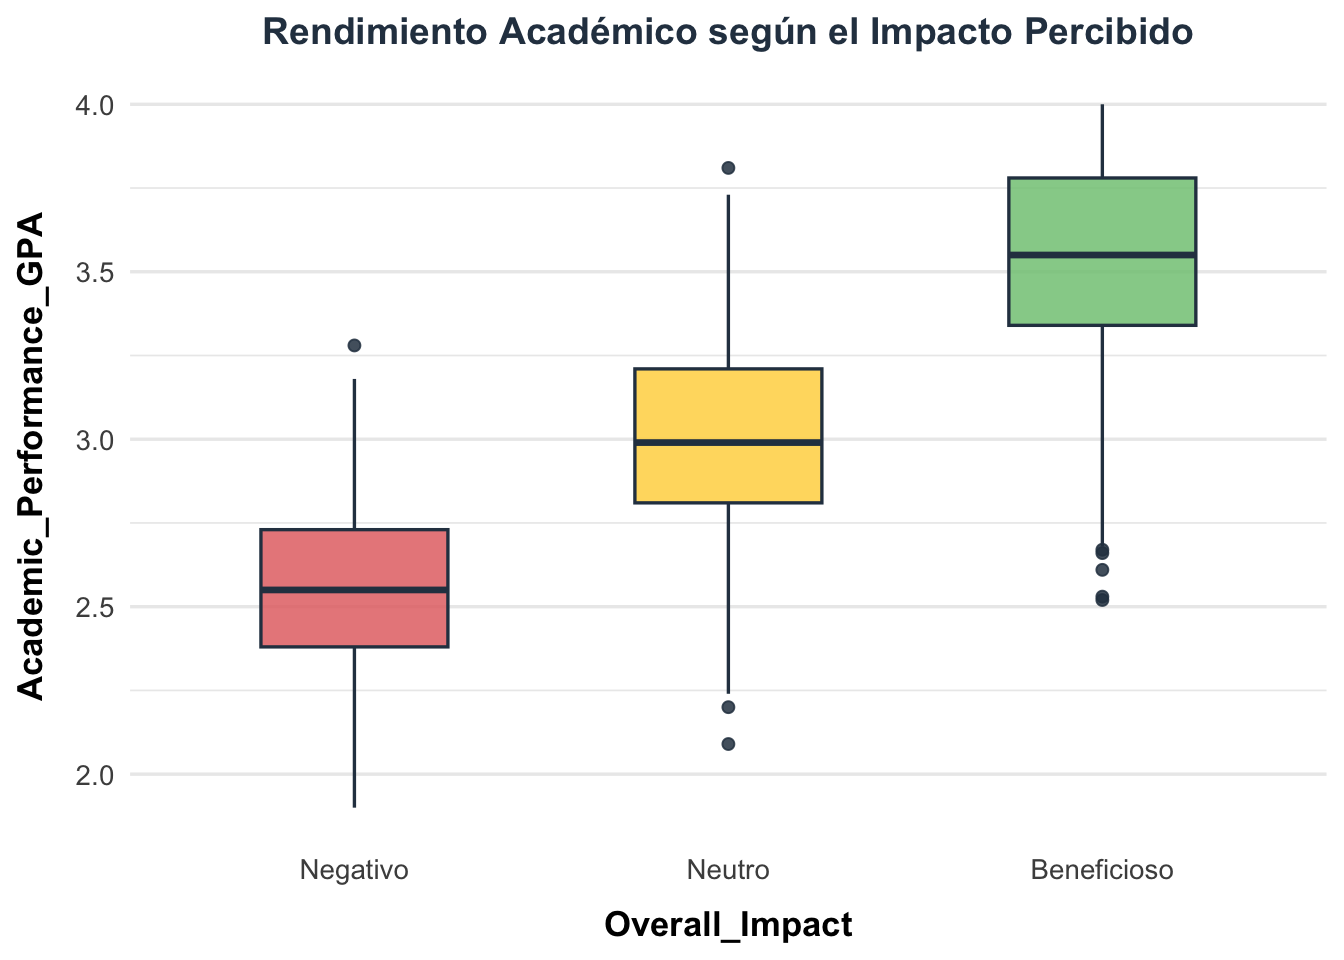 Rendimiento Académico según el Impacto Percibido
4.0
3.5
3.0
2.5
2.0
Academic_Performance_GPA
Negativo
Neutro
Beneficioso
Overall_Impact